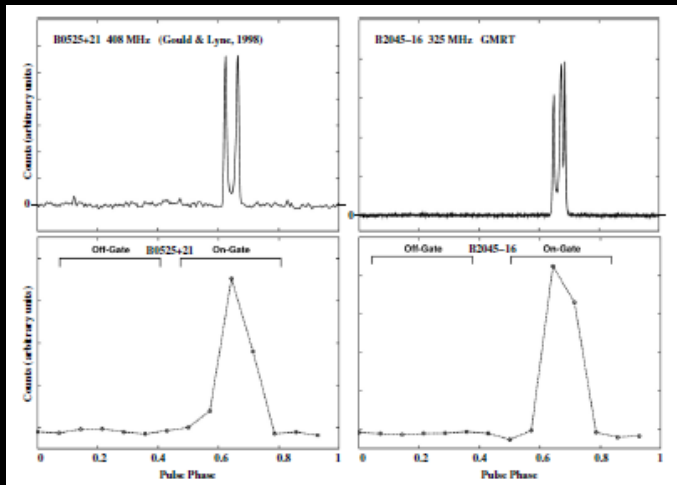 B0525+21 408 MHz (Gould & Lyne, 1998)
B2045−16 325 MHz GMRT
Counts (arbitrary units)
0
0
Off-Gate B0525+21 On-Gate
Off-Gate B2045−16 On-Gate
Counts (arbitrary units)
0 0.2 0.4 0.6 0.8 1
0 0.2 0.4 0.6 0.8 1
Pulse Phase
Pulse Phase